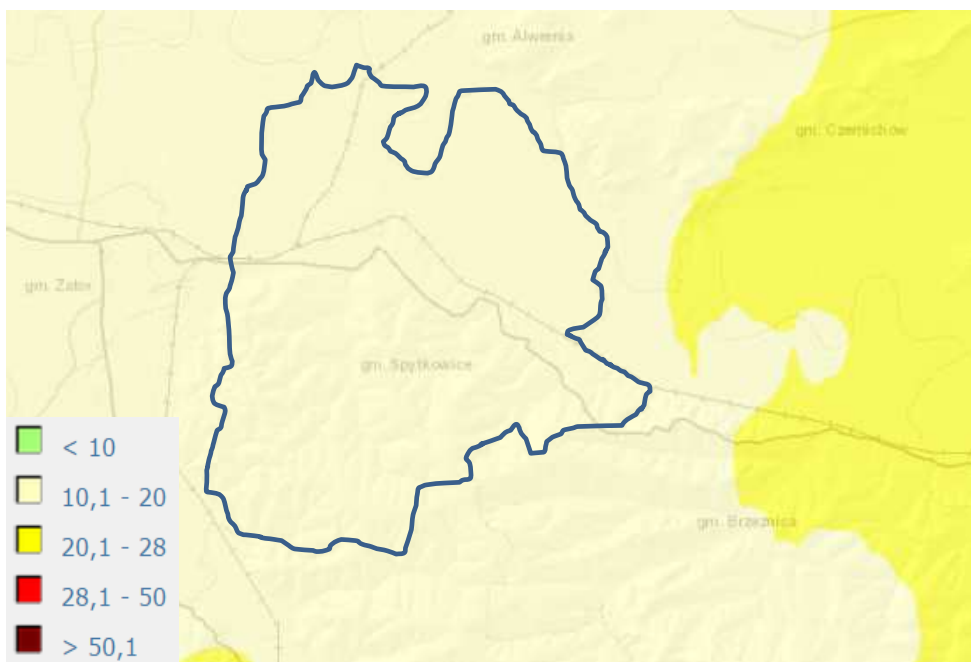 gm. Alwernia
gm. Czernichów
gm. Zator
gm. Spytkowice
gm. Brzeźnica
< 10
10,1 - 20
20,1 - 28
28,1 - 50
> 50,1